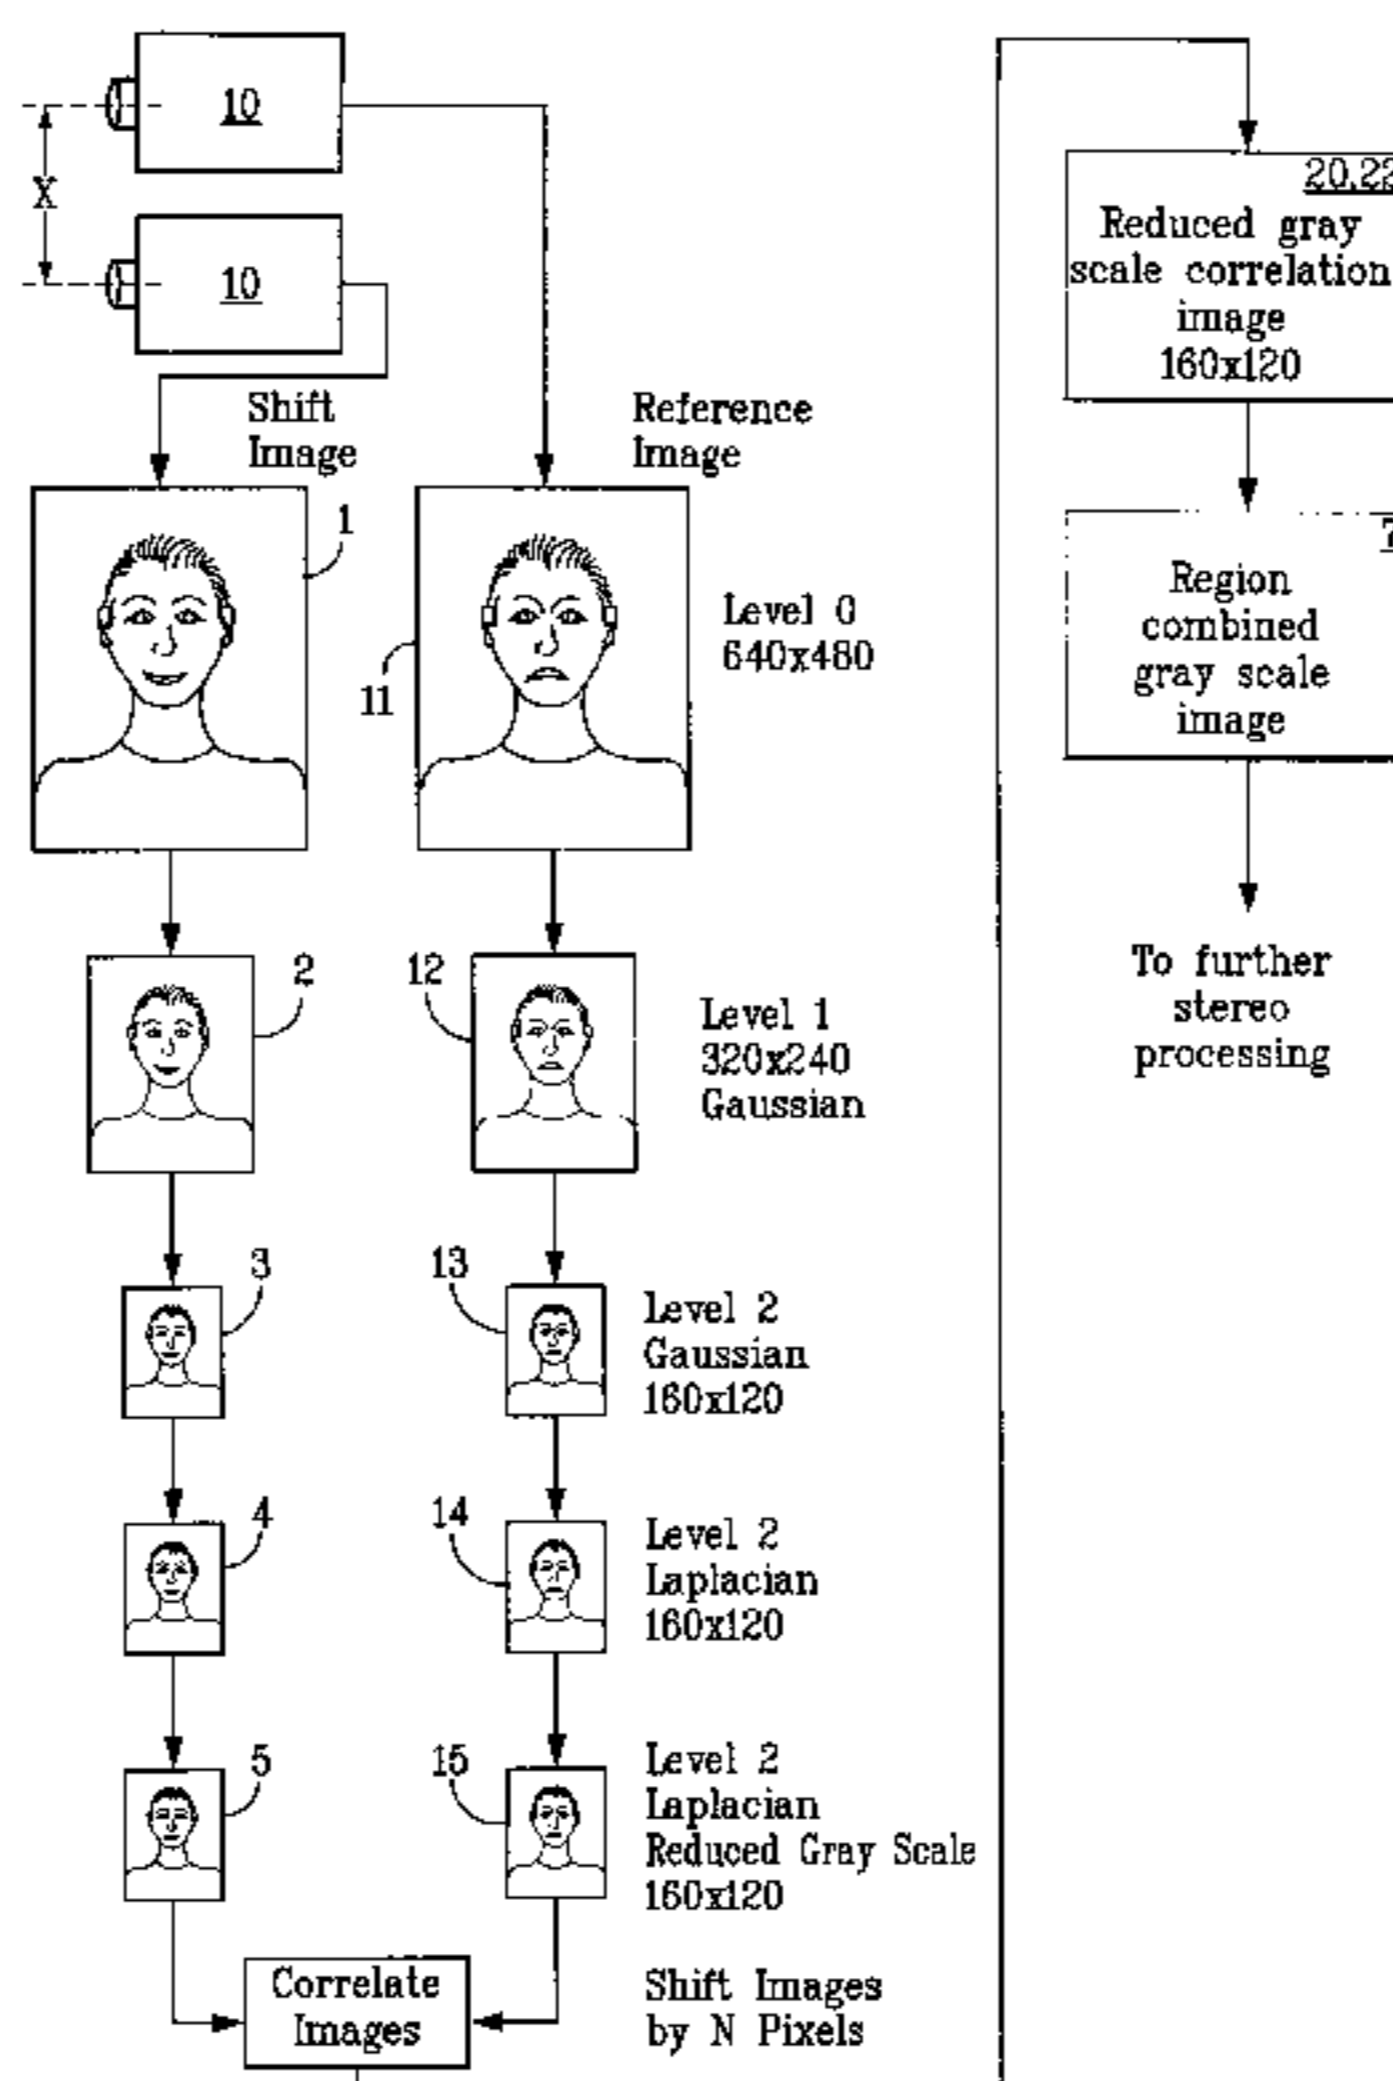 10
X
10
Shift
Image
Reference
Image
1
11
Level 0
640x480
2
12
Level 1
320x240
Gaussian
3
13
Level 2
Gaussian
160x120
4
14
Level 2
Laplacian
160x120
5
15
Level 2
Laplacian
Reduced Gray Scale
160x120
Correlate
Images
Shift Images
by N Pixels
20,22
Reduced gray
scale correlation
image
160x120
7
Region
combined
gray scale
image
To further
stereo
processing